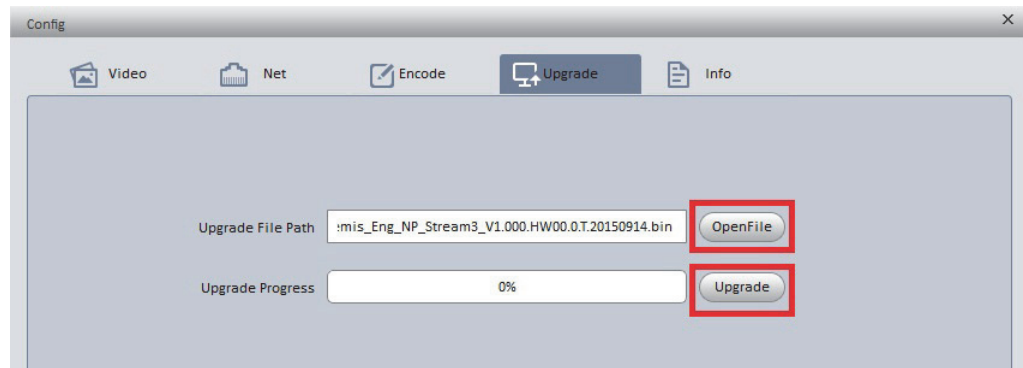 Config
Video Net Encode Upgrade Info
Upgrade File Path :mis_Eng_NP_Stream3_V1.000.HW00.0.T.20150914.bin OpenFile
Upgrade Progress 0% Upgrade